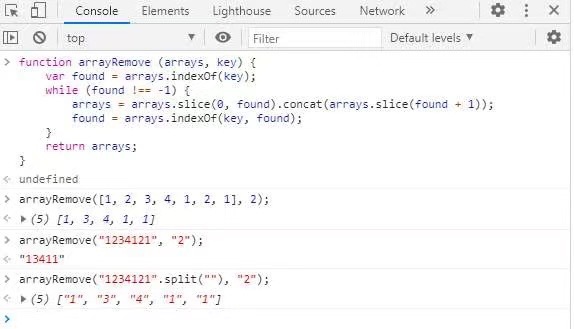 Console Elements Lighthouse Sources Network »
top Filter Default levels
> function arrayRemove (arrays, key) {
    var found = arrays.indexOf(key);
    while (found !== -1) {
        arrays = arrays.slice(0, found).concat(arrays.slice(found + 1));
        found = arrays.indexOf(key, found);
    }
    return arrays;
}
undefined
> arrayRemove([1, 2, 3, 4, 1, 2, 1], 2);
(5) [1, 3, 4, 1, 1]
> arrayRemove("1234121", "2");
"13411"
> arrayRemove("1234121".split(""), "2");
(5) ["1", "3", "4", "1", "1"]
>